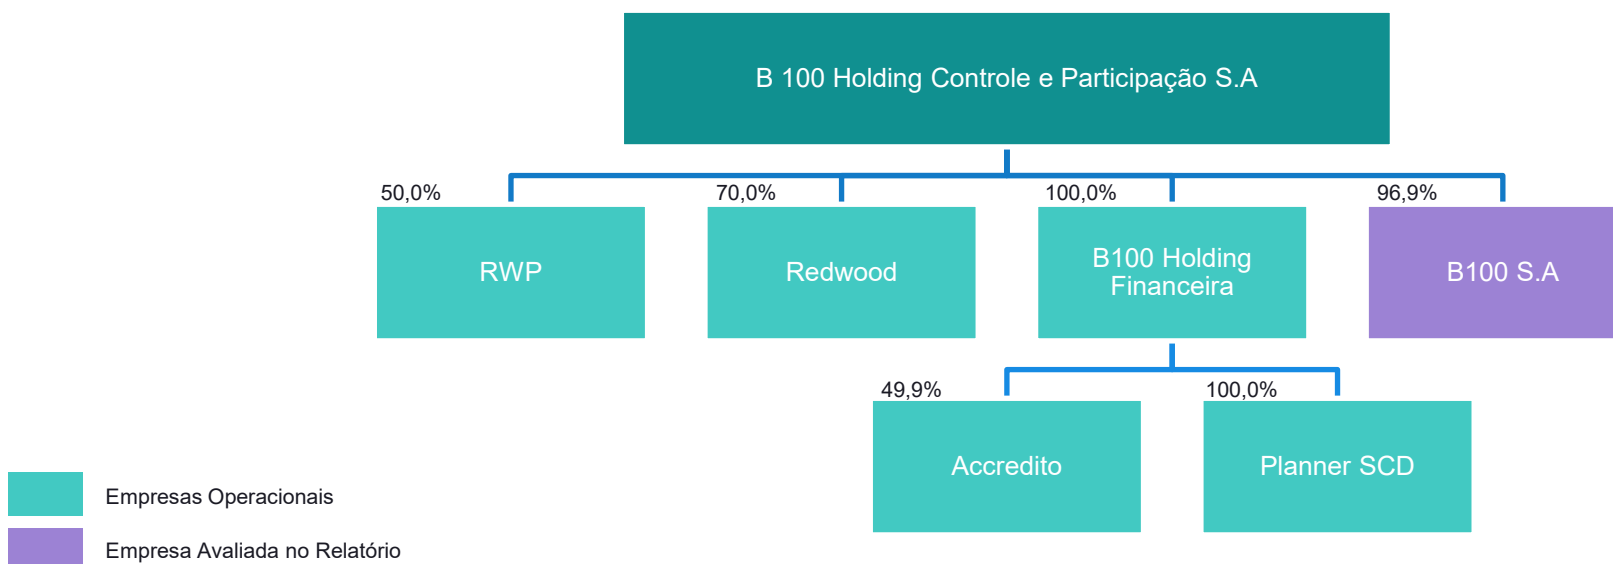 B 100 Holding Controle e Participação S.A
50,0%
70,0%
100,0%
96,9%
RWP
Redwood
B100 Holding
Financeira
B100 S.A
49,9%
100,0%
Accredito
Planner SCD
Empresas Operacionais
Empresa Avaliada no Relatório